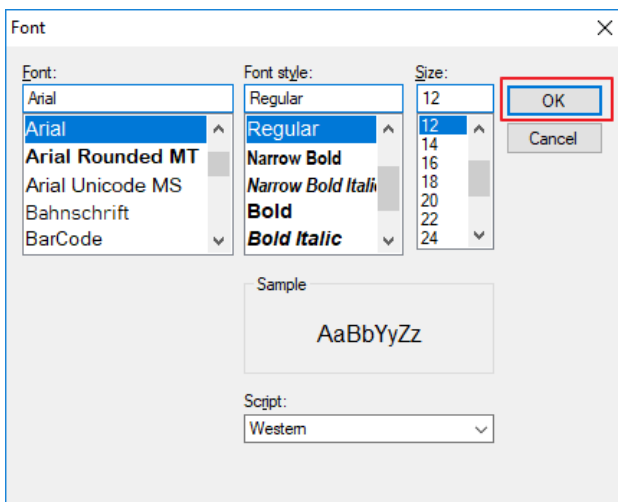 Font
Font:
Arial
Arial
Arial Rounded MT
Arial Unicode MS
Bahnschrift
BarCode
Font style:
Regular
Regular
Narrow Bold
Narrow Bold Itali
Bold
Bold Italic
Size:
12
12
14
16
18
20
22
24
OK
Cancel
Sample
AaBbYyZz
Script:
Western